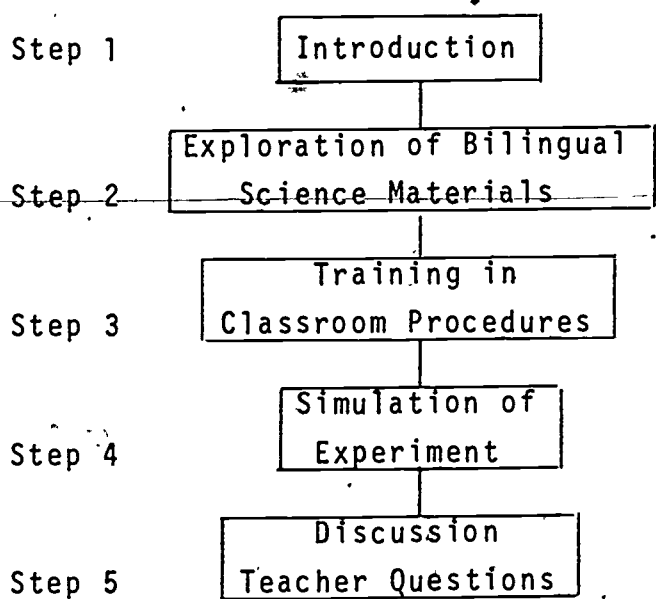 Step 1 Introduction
Exploration of Bilingual
Step 2 Science Materials
Training in
Step 3 Classroom Procedures
Simulation of
Step 4 Experiment
Discussion
Step 5 Teacher Questions